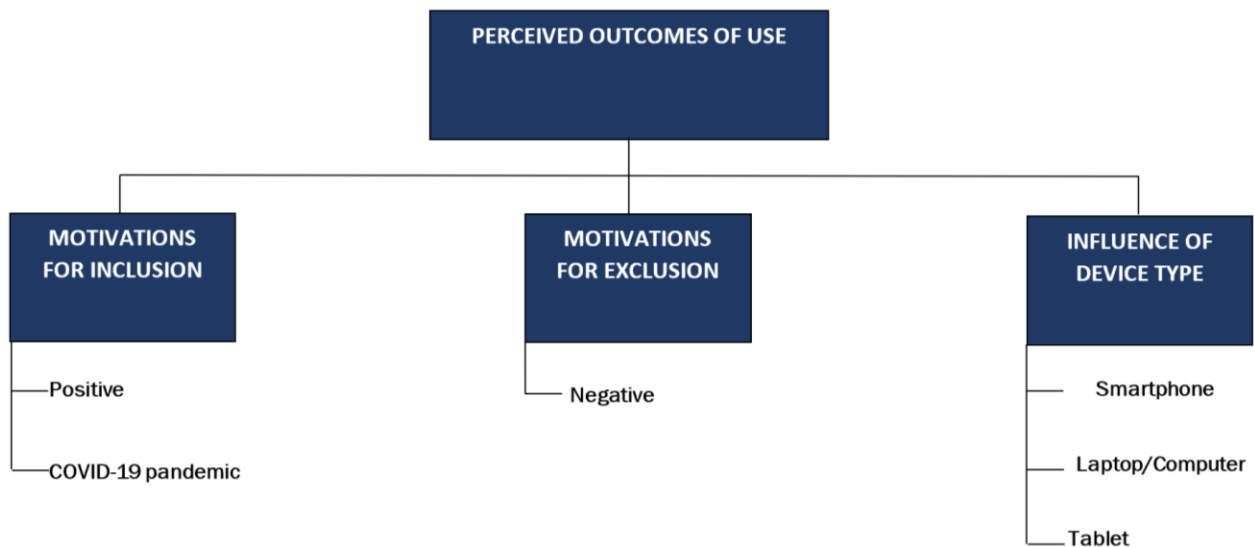 PERCEIVED OUTCOMES OF USE
MOTIVATIONS
FOR INCLUSION
Positive
COVID-19 pandemic
MOTIVATIONS
FOR EXCLUSION
Negative
INFLUENCE OF
DEVICE TYPE
Smartphone
Laptop/Computer
Tablet